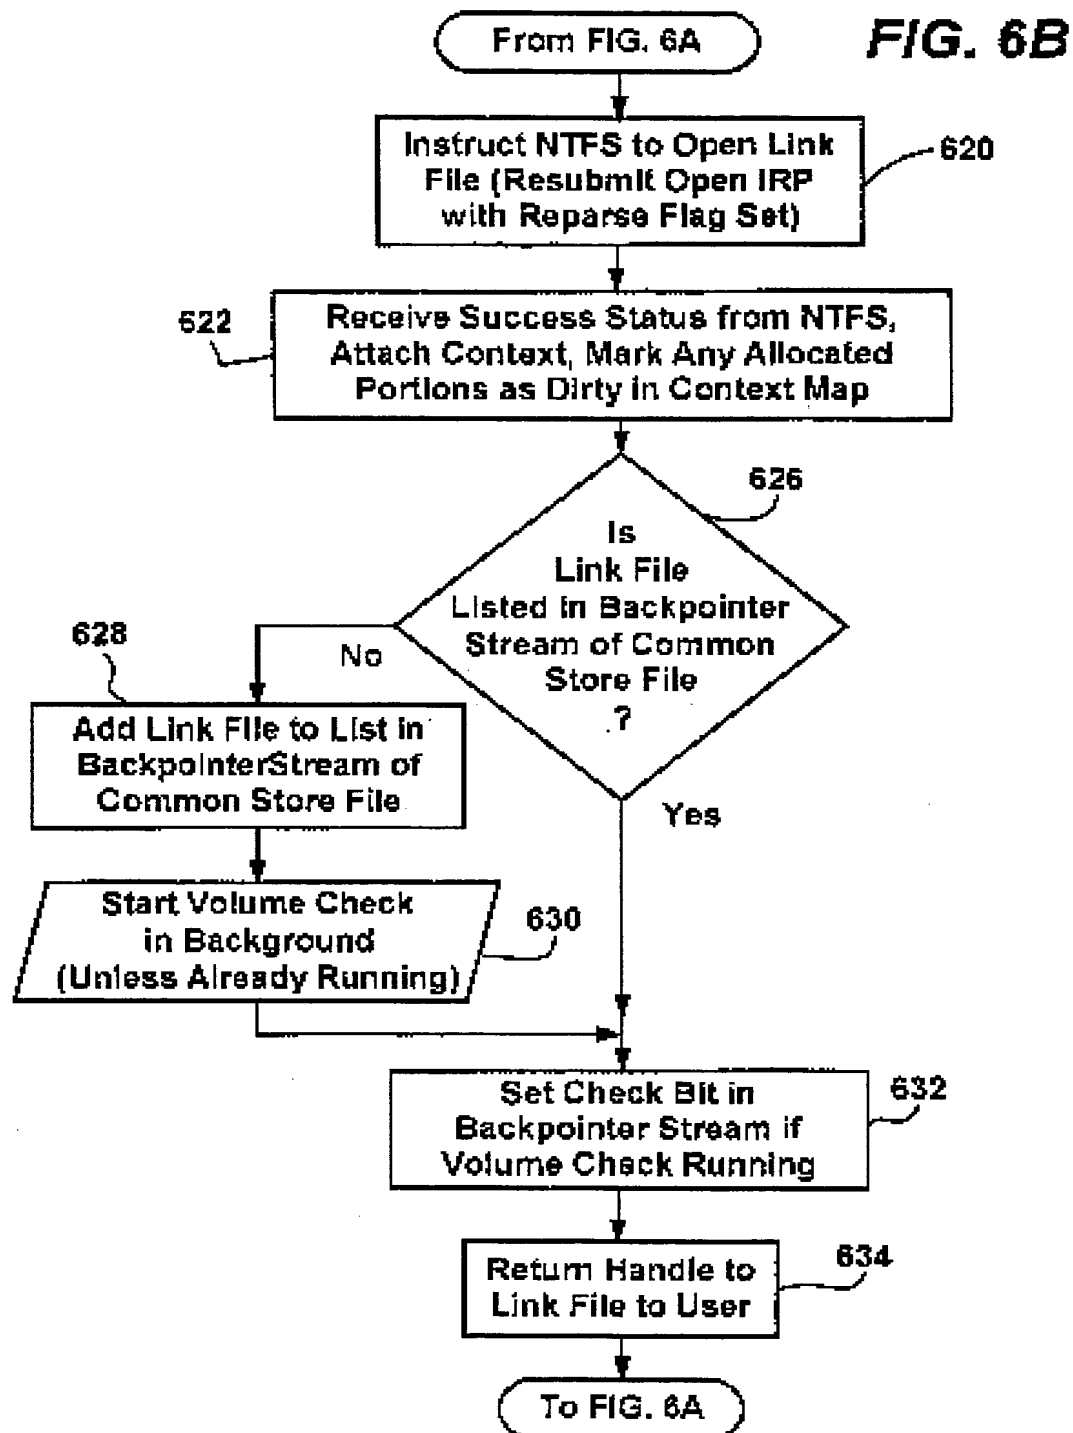 From FIG. 6A
FIG. 6B
Instruct NTFS to Open Link
File (Resubmit Open IRP
with Reparse Flag Set)
620
622
Receive Success Status from NTFS,
Attach Context, Mark Any Allocated
Portions as Dirty in Context Map
626
Is
Link File
Listed in Backpointer
Stream of Common
Store File
?
628
No
Add Link File to List in
BackpointerStream of
Common Store File
Yes
Start Volume Check
in Background
(Unless Already Running)
630
Set Check Bit in
Backpointer Stream if
Volume Check Running
632
Return Handle to
Link File to User
634
To FIG. 6A